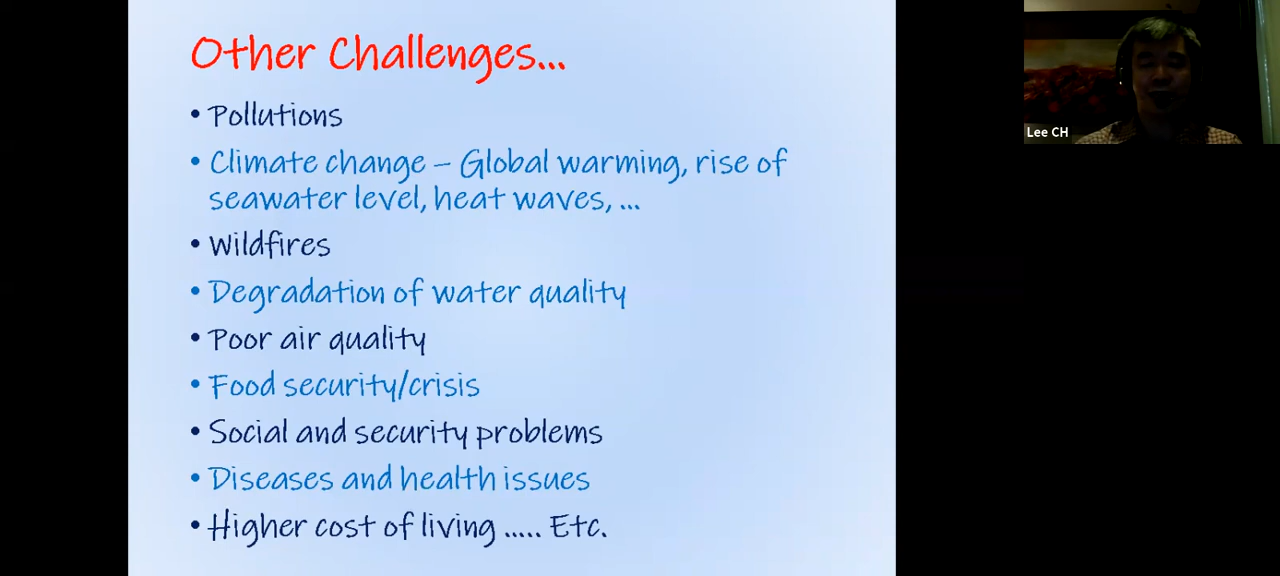 Other Challenges...
• Pollutions
• Climate change – Global warming, rise of
seawater level, heat waves, ...
• Wildfires
• Degradation of water quality
• Poor air quality
• Food security/crisis
• Social and security problems
• Diseases and health issues
• Higher cost of living ..... Etc.
Lee CH